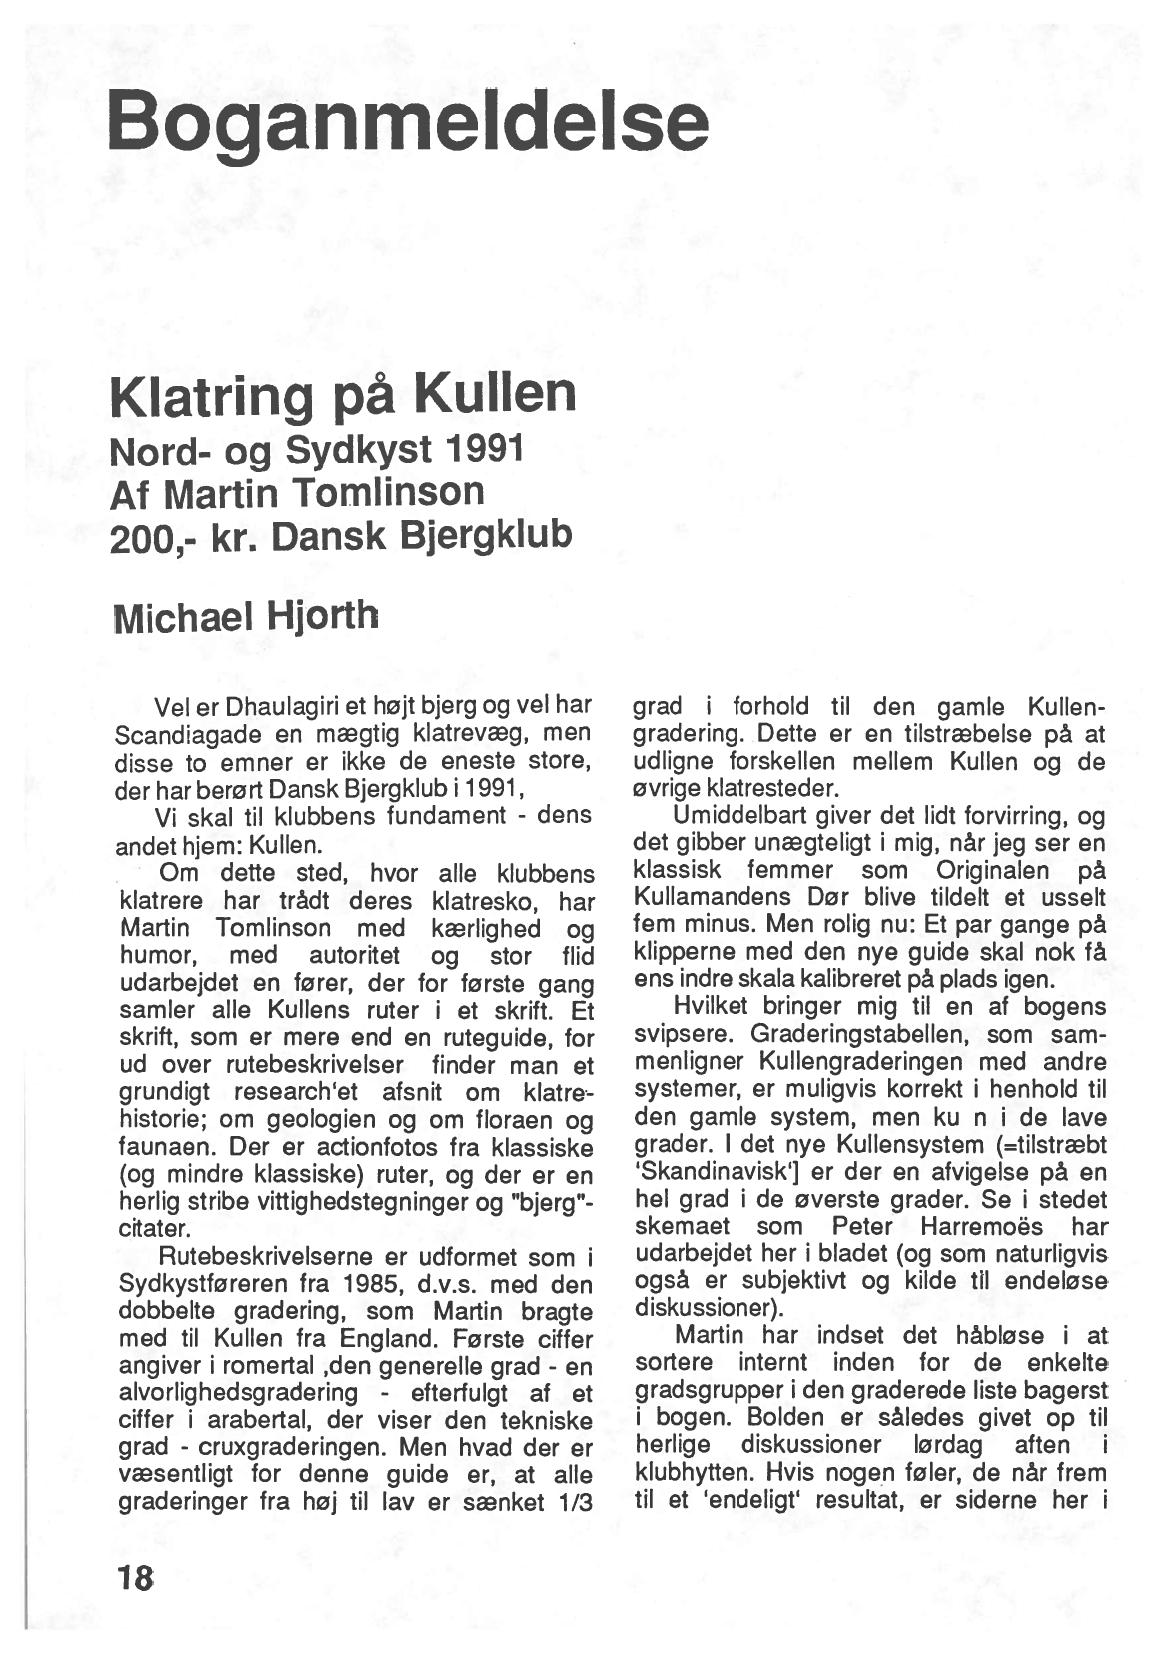 Boganmeldelse
Klatring på Kullen
Nord- og Sydkyst 1991
Af Martin Tomlinson
200,- kr. Dansk Bjergklub
Michael Hjorth
Vel er Dhaulagiri et højt bjerg og vel har
Scandiagade en mægtig klatrevæg, men
disse to emner er ikke de eneste store,
der har berørt Dansk Bjergklub i 1991,
Vi skal til klubbens fundament - dens
andet hjem: Kullen.
Om dette sted, hvor alle klubbens
klatrere har trådt deres klatresko, har
Martin Tomlinson med kærlighed og
humor, med autoritet og stor flid
udarbejdet en fører, der for første gang
samler alle Kullens ruter i et skrift. Et
skrift, som er mere end en ruteguide, for
ud over rutebeskrivelser finder man et
grundigt research'et afsnit om klatre-
historie; om geologien og om floraen og
faunaen. Der er actionfotos fra klassiske
(og mindre klassiske) ruter, og der er en
herlig stribe vittighedstegninger og "bjerg"-
citater.
Rutebeskrivelserne er udformet som i
Sydkystføreren fra 1985, d.v.s. med den
dobbelte gradering, som Martin bragte
med til Kullen fra England. Første ciffer
angiver i romertal ,den generelle grad - en
alvorlighedsgradering - efterfulgt af et
ciffer i arabertal, der viser den tekniske
grad - cruxgraderingen. Men hvad der er
væsentligt for denne guide er, at alle
graderinger fra høj til lav er sænket 1/3
grad i forhold til den gamle Kullen-
gradering. Dette er en tilstræbelse på at
udligne forskellen mellem Kullen og de
øvrige klatresteder.
Umiddelbart giver det lidt forvirring, og
det gibber unægteligt i mig, når jeg ser en
klassisk femmer som Originalen på
Kullamandens Dør blive tildelt et usselt
fem minus. Men rolig nu: Et par gange på
klipperne med den nye guide skal nok få
ens indre skala kalibreret på plads igen.
Hvilket bringer mig til en af bogens
svipsere. Graderingstabellen, som sam-
menligner Kullengraderingen med andre
systemer, er muligvis korrekt i henhold til
den gamle system, men ku n i de lave
grader. I det nye Kullensystem (=tilstræbt
'Skandinavisk'] er der en afvigelse på en
hel grad i de øverste grader. Se i stedet
skemaet som Peter Harremoës har
udarbejdet her i bladet (og som naturligvis
også er subjektivt og kilde til endeløse
diskussioner).
Martin har indset det håbløse i at
sortere internt inden for de enkelte
gradsgrupper i den graderede liste bagerst
i bogen. Bolden er således givet op til
herlige diskussioner lørdag aften i
klubhytten. Hvis nogen føler, de når frem
til et 'endeligt' resultat, er siderne her i
18